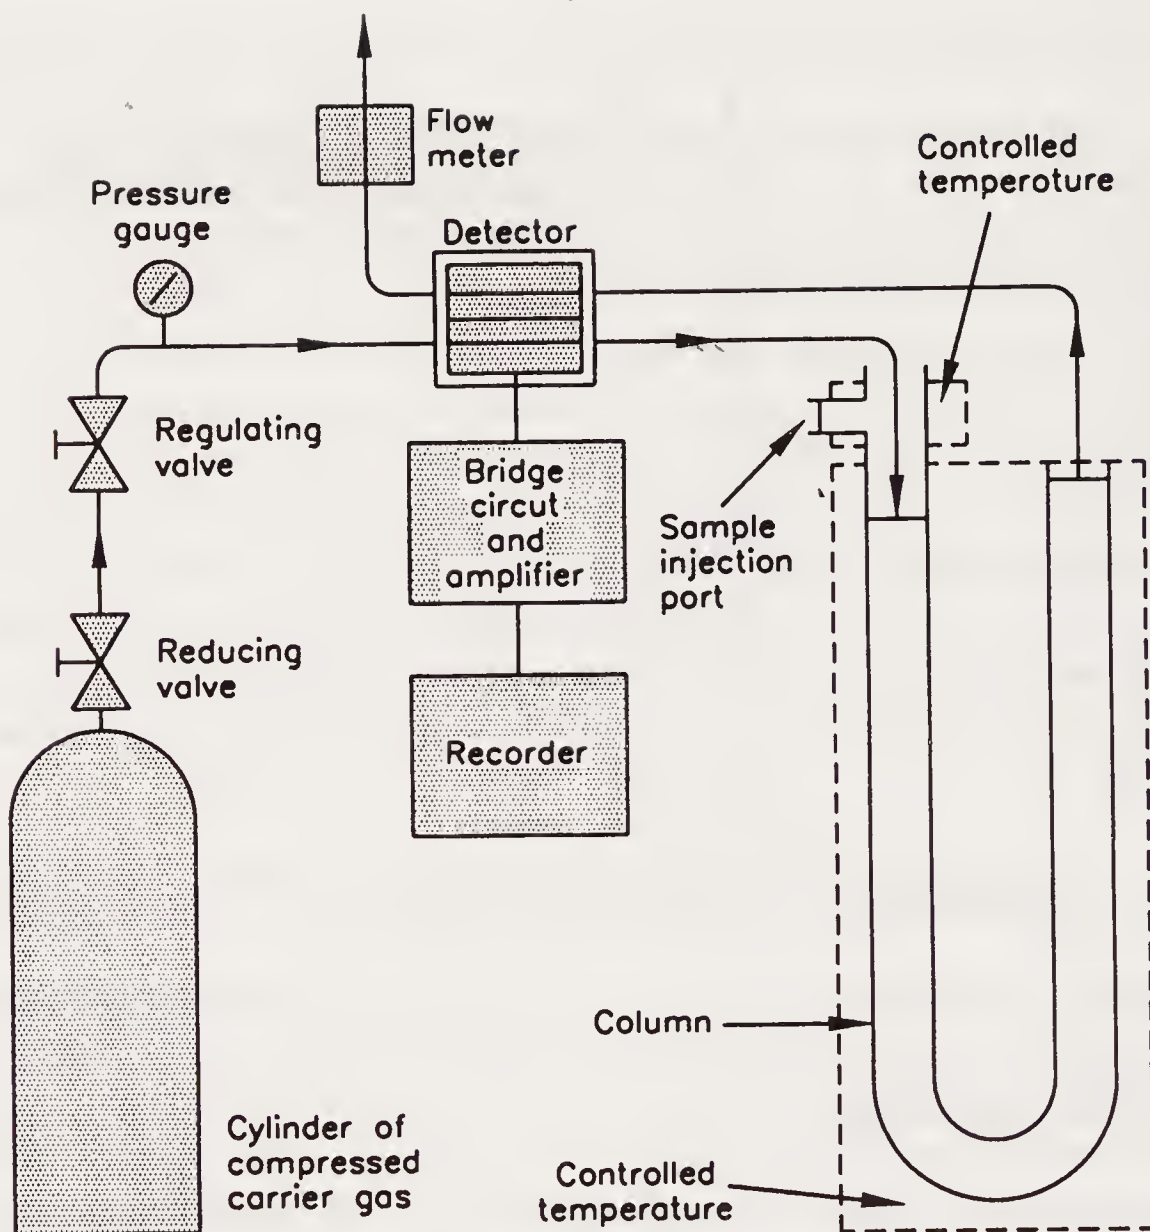 Flow
meter
Controlled
temperoture
Pressure
gauge
Detector
Regulating
valve
Bridge
circut
and
amplifier
Sample
injection
port
Reducing
valve
Recorder
Column
Cylinder of
compressed
carrier gas
Controlled
temperature